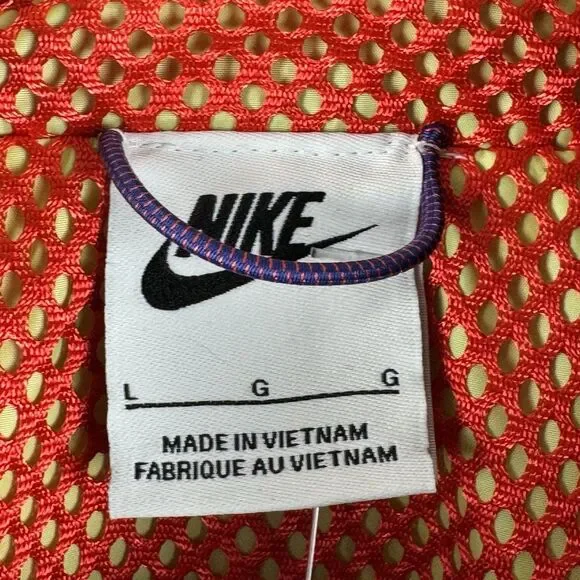 NIKE
L G G
MADE IN VIETNAM
FABRIQUE AU VIETNAM